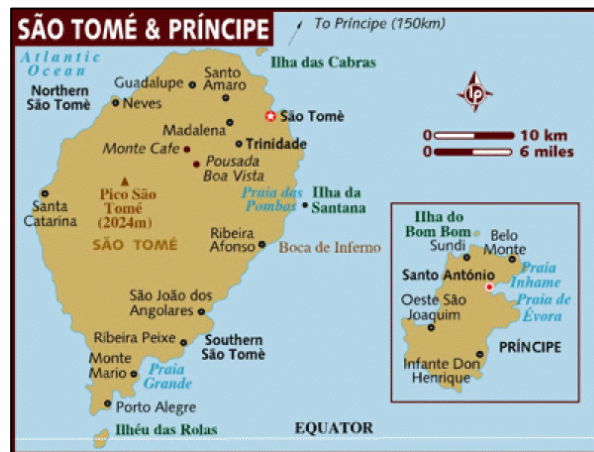 SÃO TOMÉ & PRÍNCIPE
To Príncipe (150km)
Atlantic
Ocean
Ilha das Cabras
Guadalupe
Santo
Amaro
Northern
São Tomè
Neves
São Tomè
Madalena
Trinidade
Monte Cafe
Pousada
Boa Vista
lp
0 10 km
0 6 miles
Pico São
Tomé
(2024m)
Praia das
Pombas
Ilha da
Santana
Santa
Catarina
SÃO TOMÉ
Ribeira
Afonso
Boca de Inferno
São João dos
Angolares
Ribeira Peixe
Southern
São Tomè
Monte
Mario
Praia
Grande
Porto Alegre
Ilhéu das Rolas
EQUATOR
Ilha do
Bom Bom
Sundi
Belo
Monte
Santo António
Praia
Inhame
Oeste São
Joaquim
Praia de
Évora
PRÍNCIPE
Infante Don
Henrique